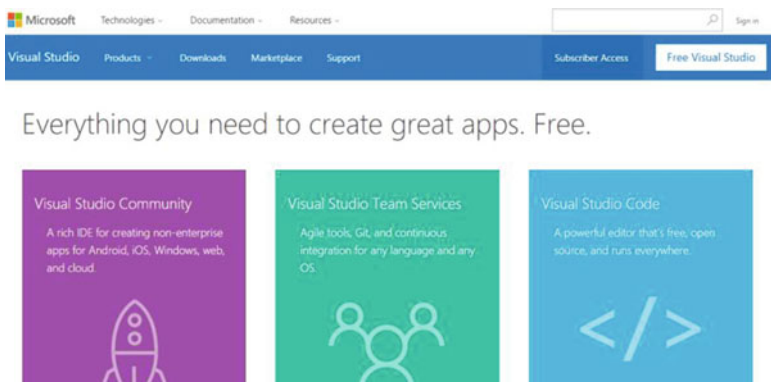 Microsoft Technologies Documentation Resources Sign in
Visual Studio Products Downloads Marketplace Support Subscriber Access Free Visual Studio
Everything you need to create great apps. Free.
Visual Studio Community
A rich IDE for creating non-enterprise
apps for Android, iOS, Windows, web,
and cloud.
Visual Studio Team Services
Agile tools, Git, and continuous
integration for any language and any
OS.
Visual Studio Code
A powerful editor that's free, open
source, and runs everywhere.